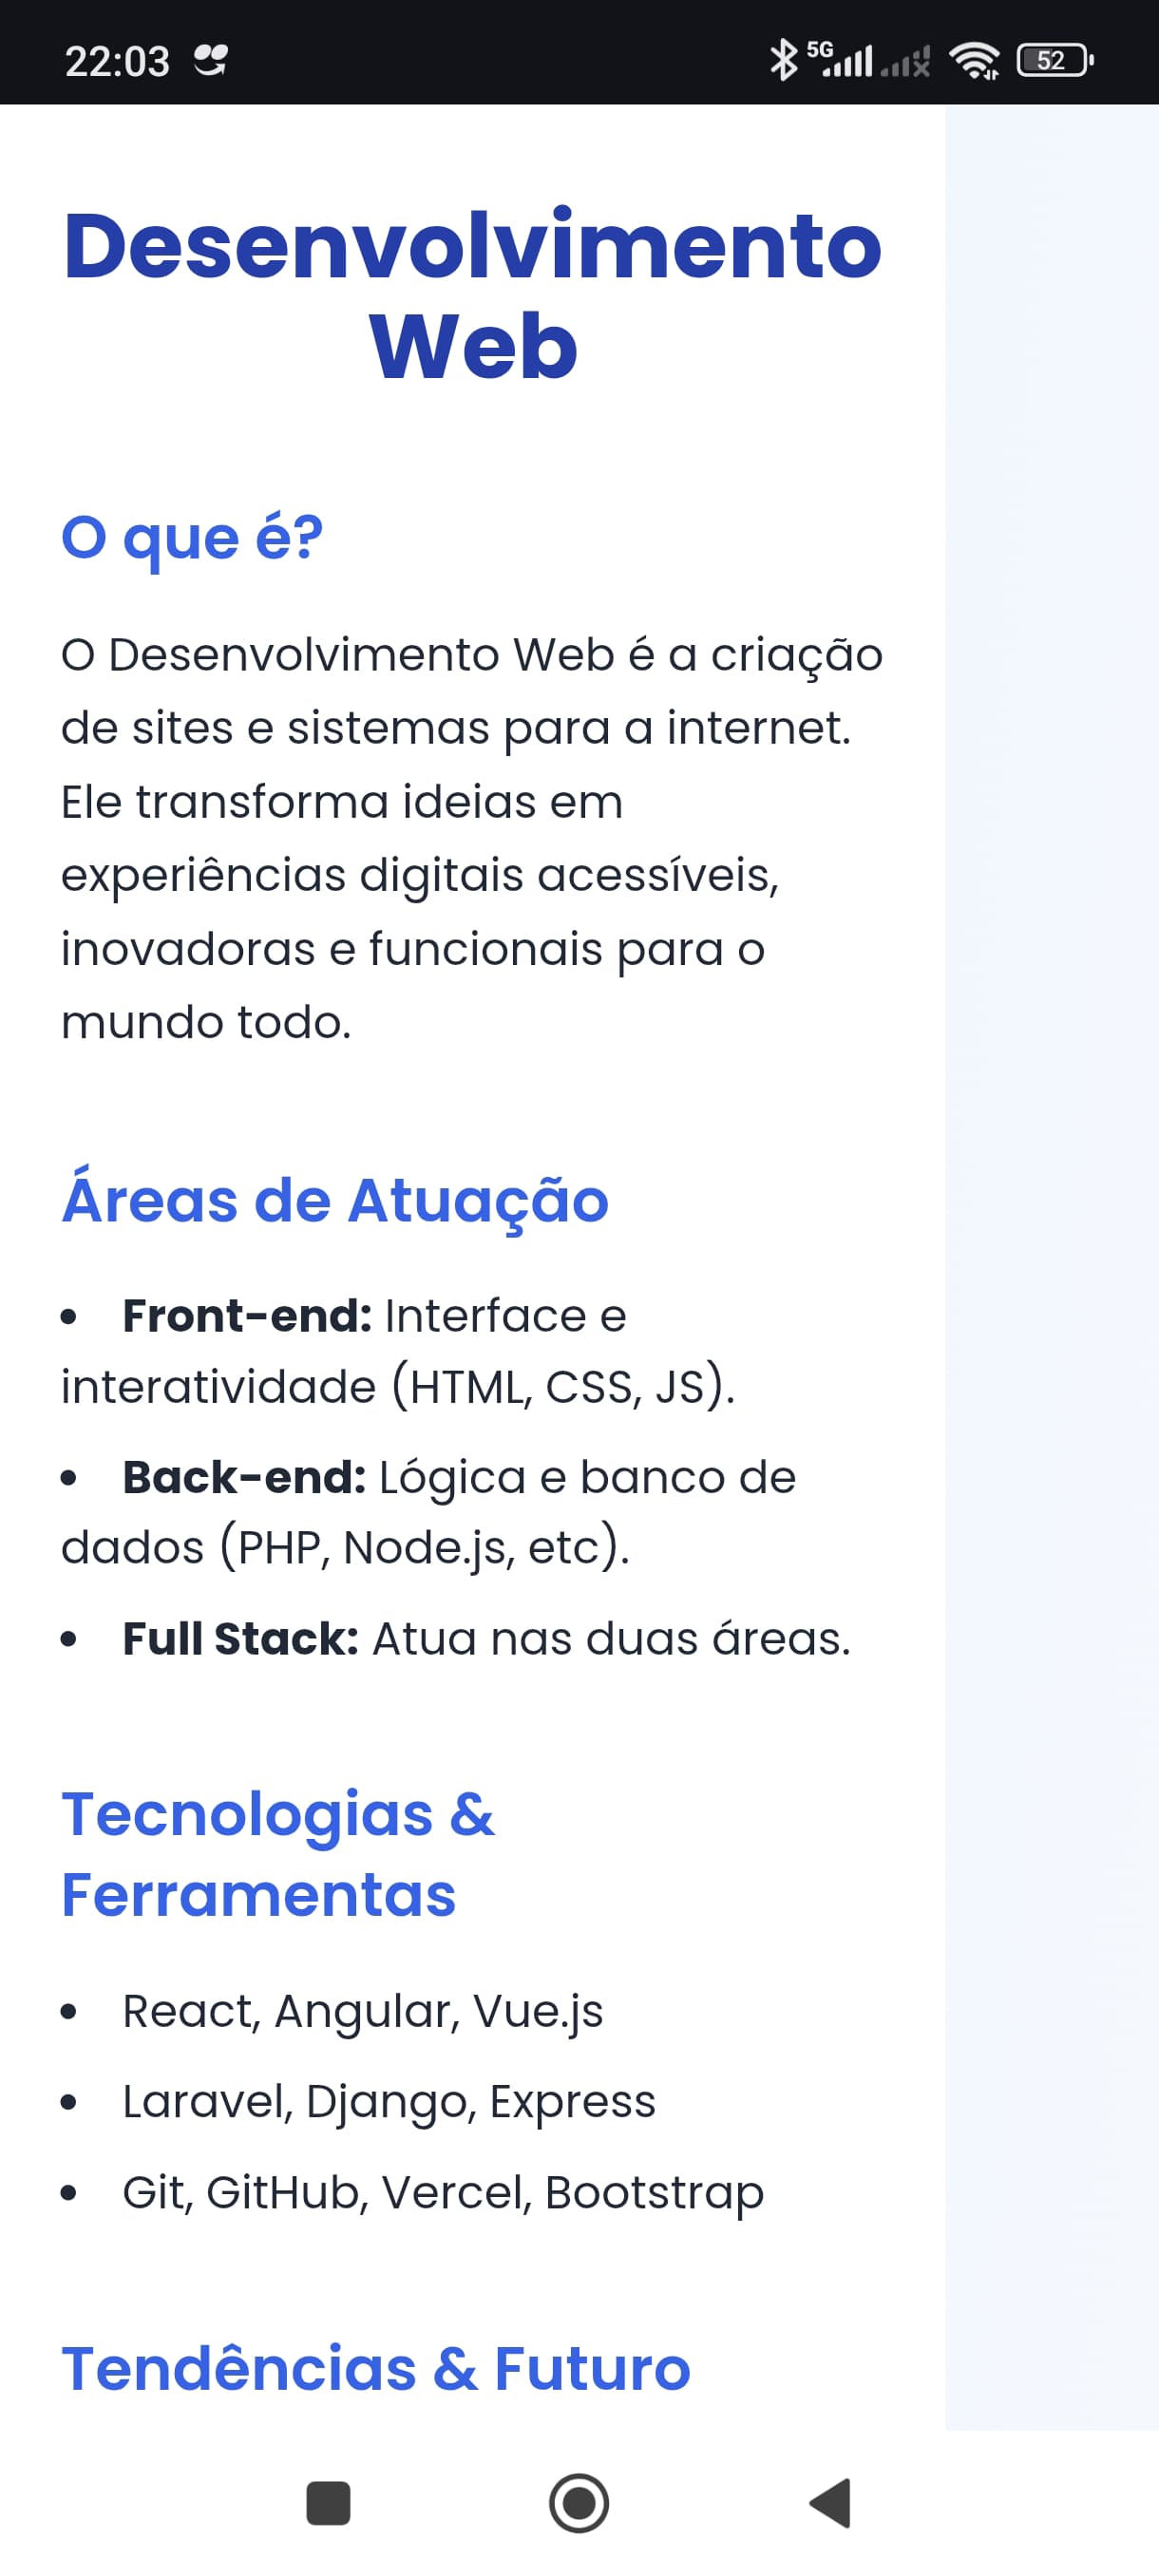 22:03
5G
52
Desenvolvimento
Web
O que é?
O Desenvolvimento Web é a criação
de sites e sistemas para a internet.
Ele transforma ideias em
experiências digitais acessíveis,
inovadoras e funcionais para o
mundo todo.
Áreas de Atuação
• Front-end: Interface e
interatividade (HTML, CSS, JS).
• Back-end: Lógica e banco de
dados (PHP, Node.js, etc).
• Full Stack: Atua nas duas áreas.
Tecnologias &
Ferramentas
• React, Angular, Vue.js
• Laravel, Django, Express
• Git, GitHub, Vercel, Bootstrap
Tendências & Futuro